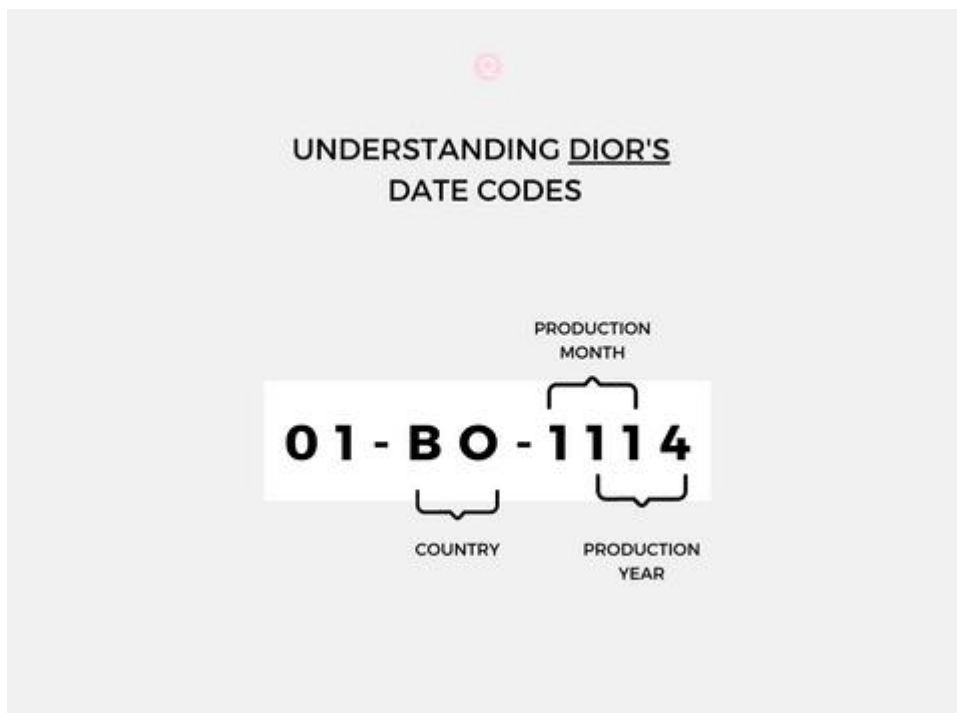 UNDERSTANDING DIOR'S
DATE CODES
PRODUCTION
MONTH
01-BO-1114
COUNTRY
PRODUCTION
YEAR